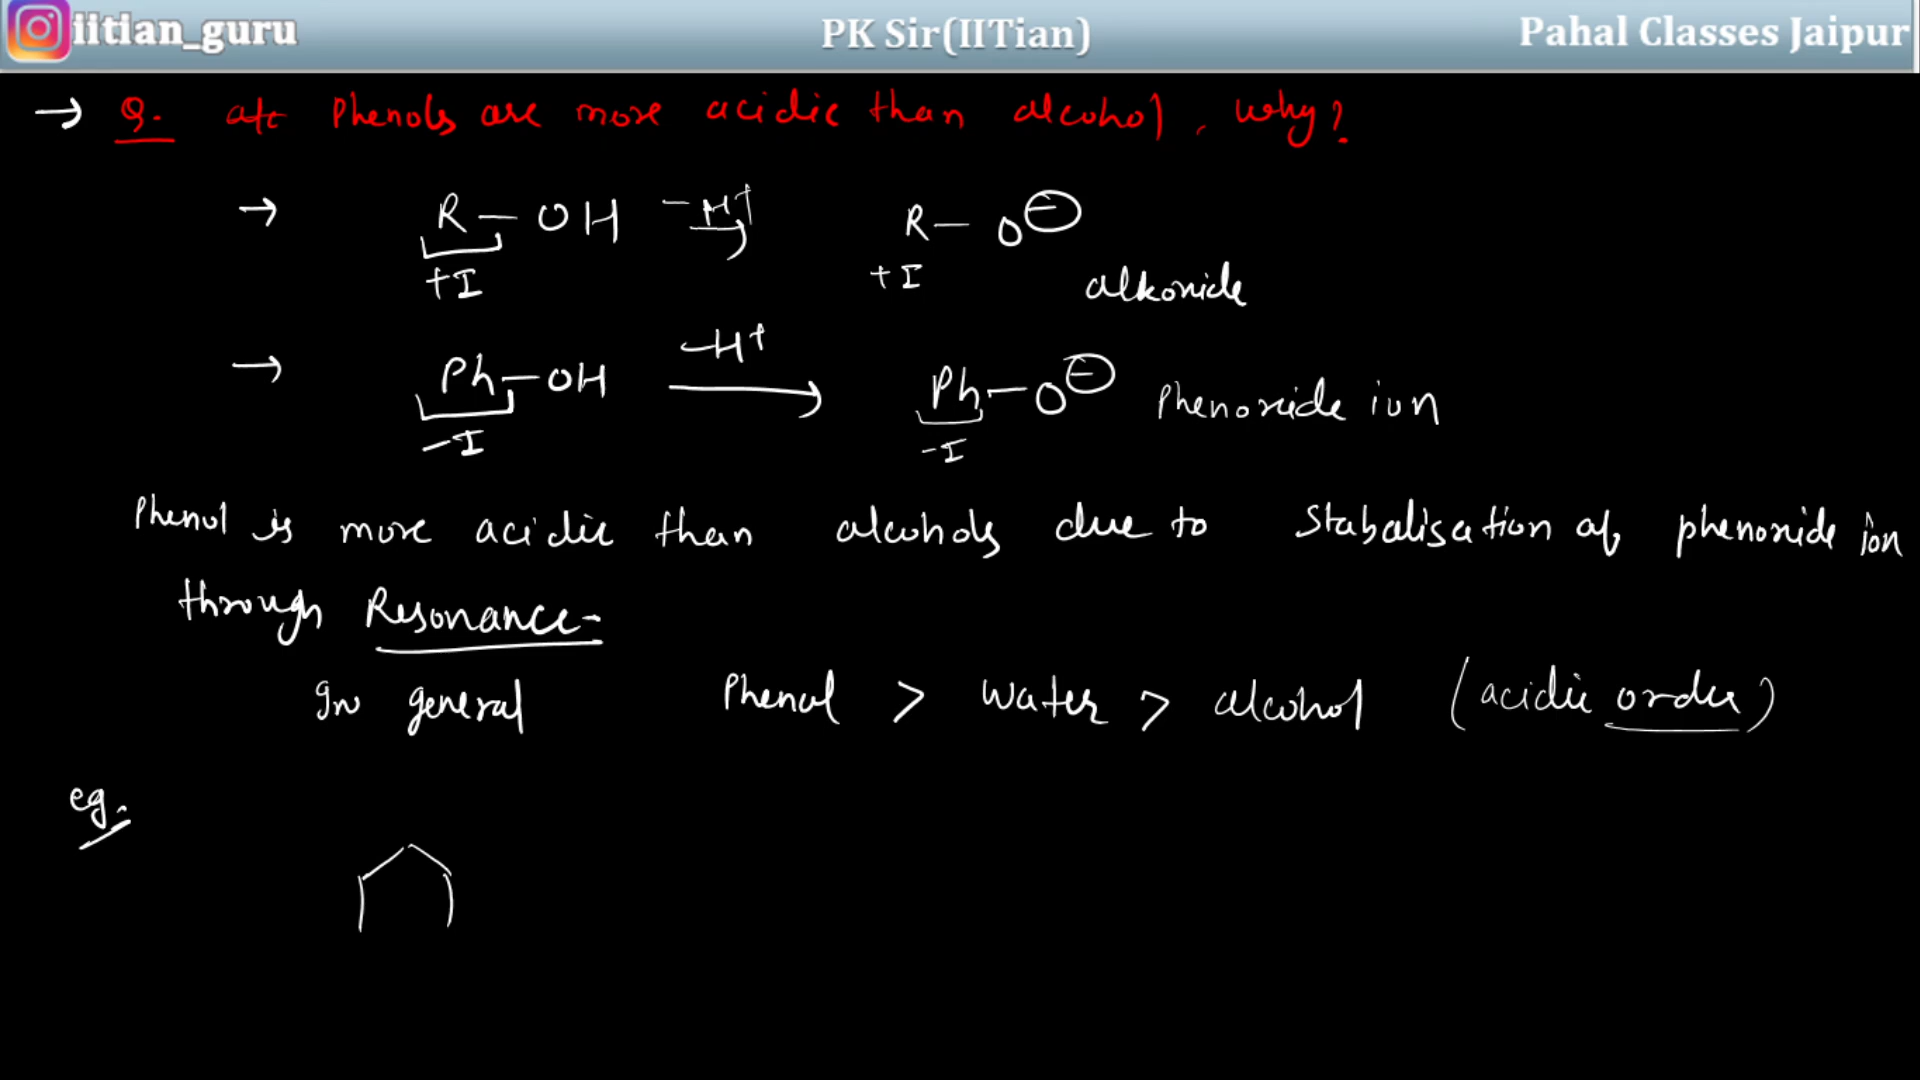 iitian_guru PK Sir(IITian) Pahal Classes Jaipur
→ Q. Phenols are more acidic than alcohol, why?
→ R-OH -H⁺ R-O⊖
+I +I alkoxide
→ Ph-OH -H⁺ Ph-O⊖ Phenoxide ion
-I -I
Phenol is more acidic than alcohols due to Stabalisation of phenoxide ion
through Resonance-
In general Phenol > water > alcohol (acidic order)
eg.